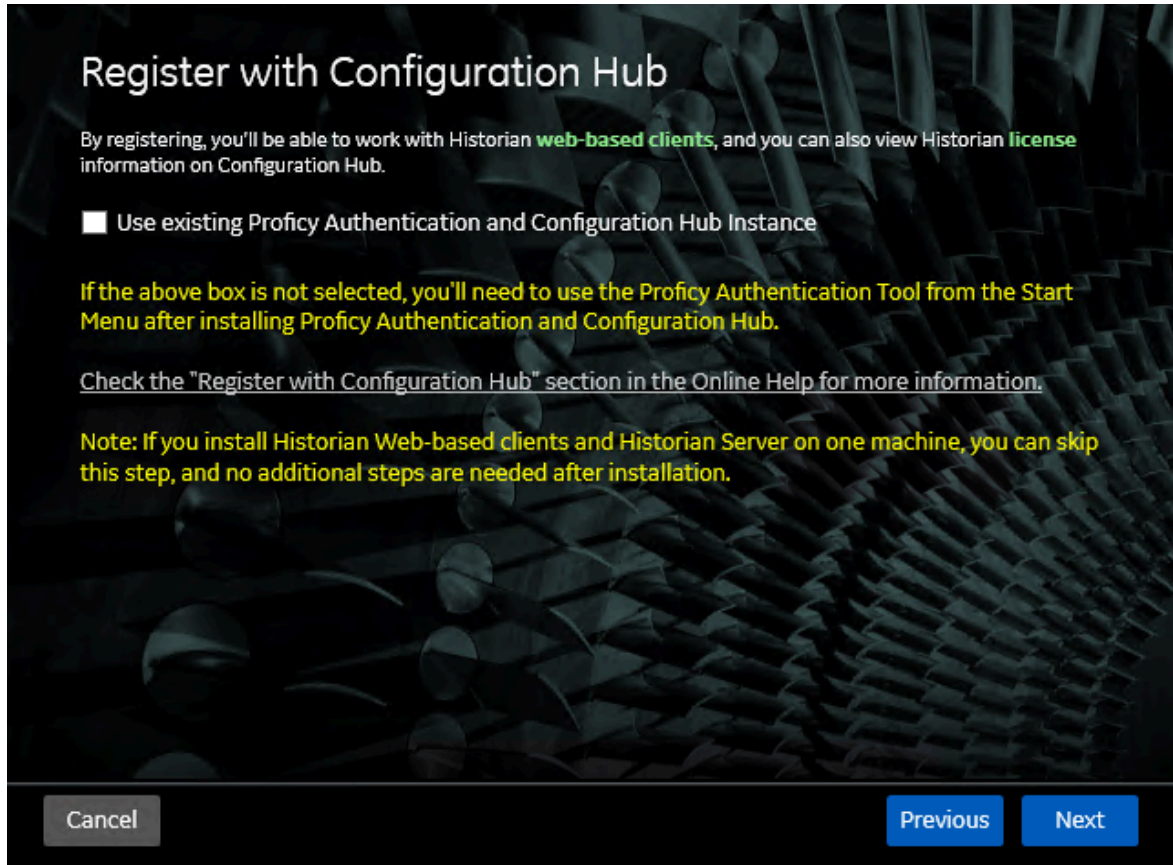 Register with Configuration Hub
By registering, you'll be able to work with Historian web-based clients, and you can also view Historian license
information on Configuration Hub.
Use existing Proficy Authentication and Configuration Hub Instance
If the above box is not selected, you'll need to use the Proficy Authentication Tool from the Start
Menu after installing Proficy Authentication and Configuration Hub.
Check the "Register with Configuration Hub" section in the Online Help for more information.
Note: If you install Historian Web-based clients and Historian Server on one machine, you can skip
this step, and no additional steps are needed after installation.
Cancel
Previous
Next